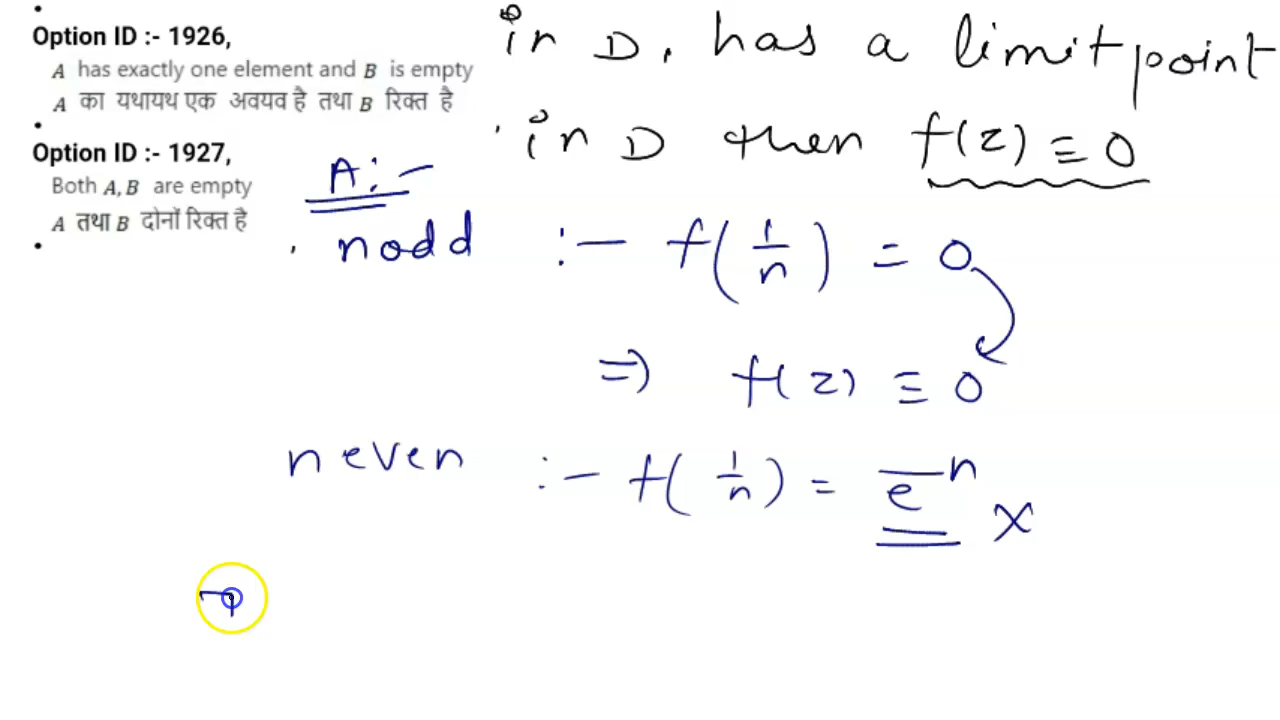 Option ID :- 1926,
A has exactly one element and B is empty
A का यथायथ एक अवयव है तथा B रिक्त है
Option ID :- 1927,
Both A, B are empty
A तथा B दोनों रिक्त है
in D, has a limit point
in D then f(z) ≡ 0
A :-
n odd :- f(1/n) = 0
⇒ f(z) ≡ 0
n even :- f(1/n) = e^-n X